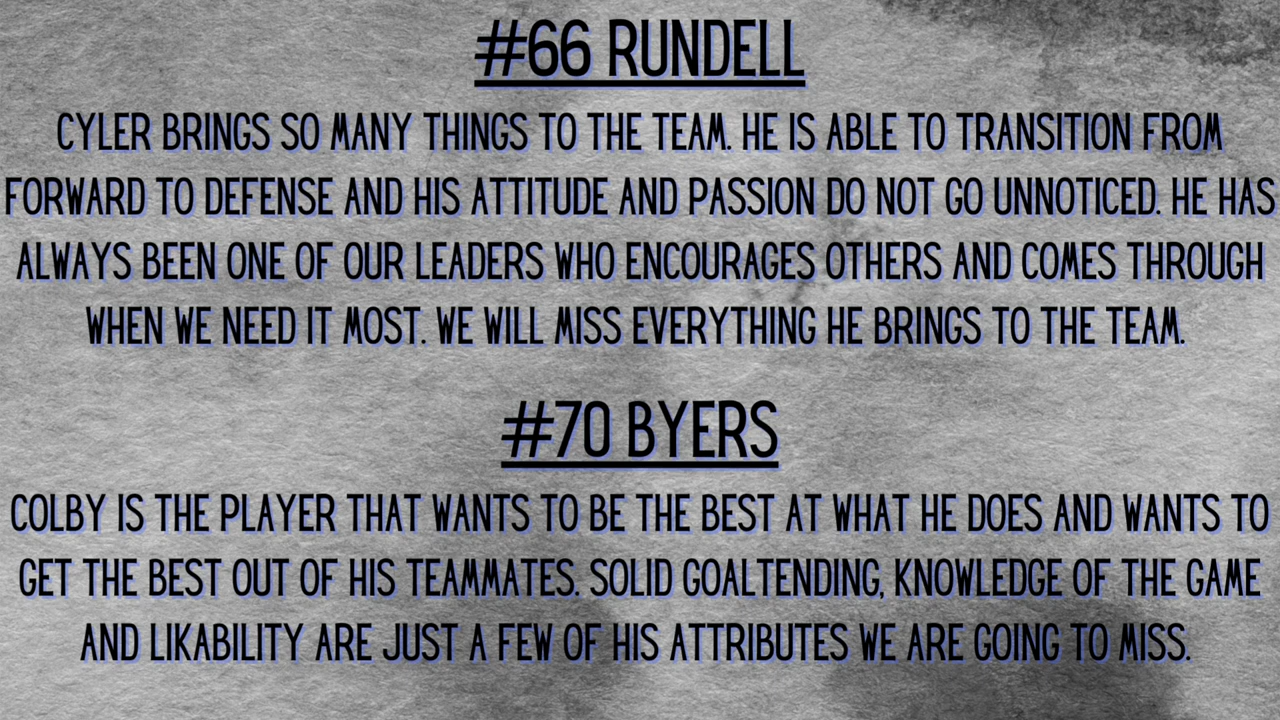 #66 RUNDELL
CYLER BRINGS SO MANY THINGS TO THE TEAM. HE IS ABLE TO TRANSITION FROM
FORWARD TO DEFENSE AND HIS ATTITUDE AND PASSION DO NOT GO UNNOTICED. HE HAS
ALWAYS BEEN ONE OF OUR LEADERS WHO ENCOURAGES OTHERS AND COMES THROUGH
WHEN WE NEED IT MOST. WE WILL MISS EVERYTHING HE BRINGS TO THE TEAM.
#70 BYERS
COLBY IS THE PLAYER THAT WANTS TO BE THE BEST AT WHAT HE DOES AND WANTS TO
GET THE BEST OUT OF HIS TEAMMATES. SOLID GOALTENDING, KNOWLEDGE OF THE GAME
AND LIKABILITY ARE JUST A FEW OF HIS ATTRIBUTES WE ARE GOING TO MISS.